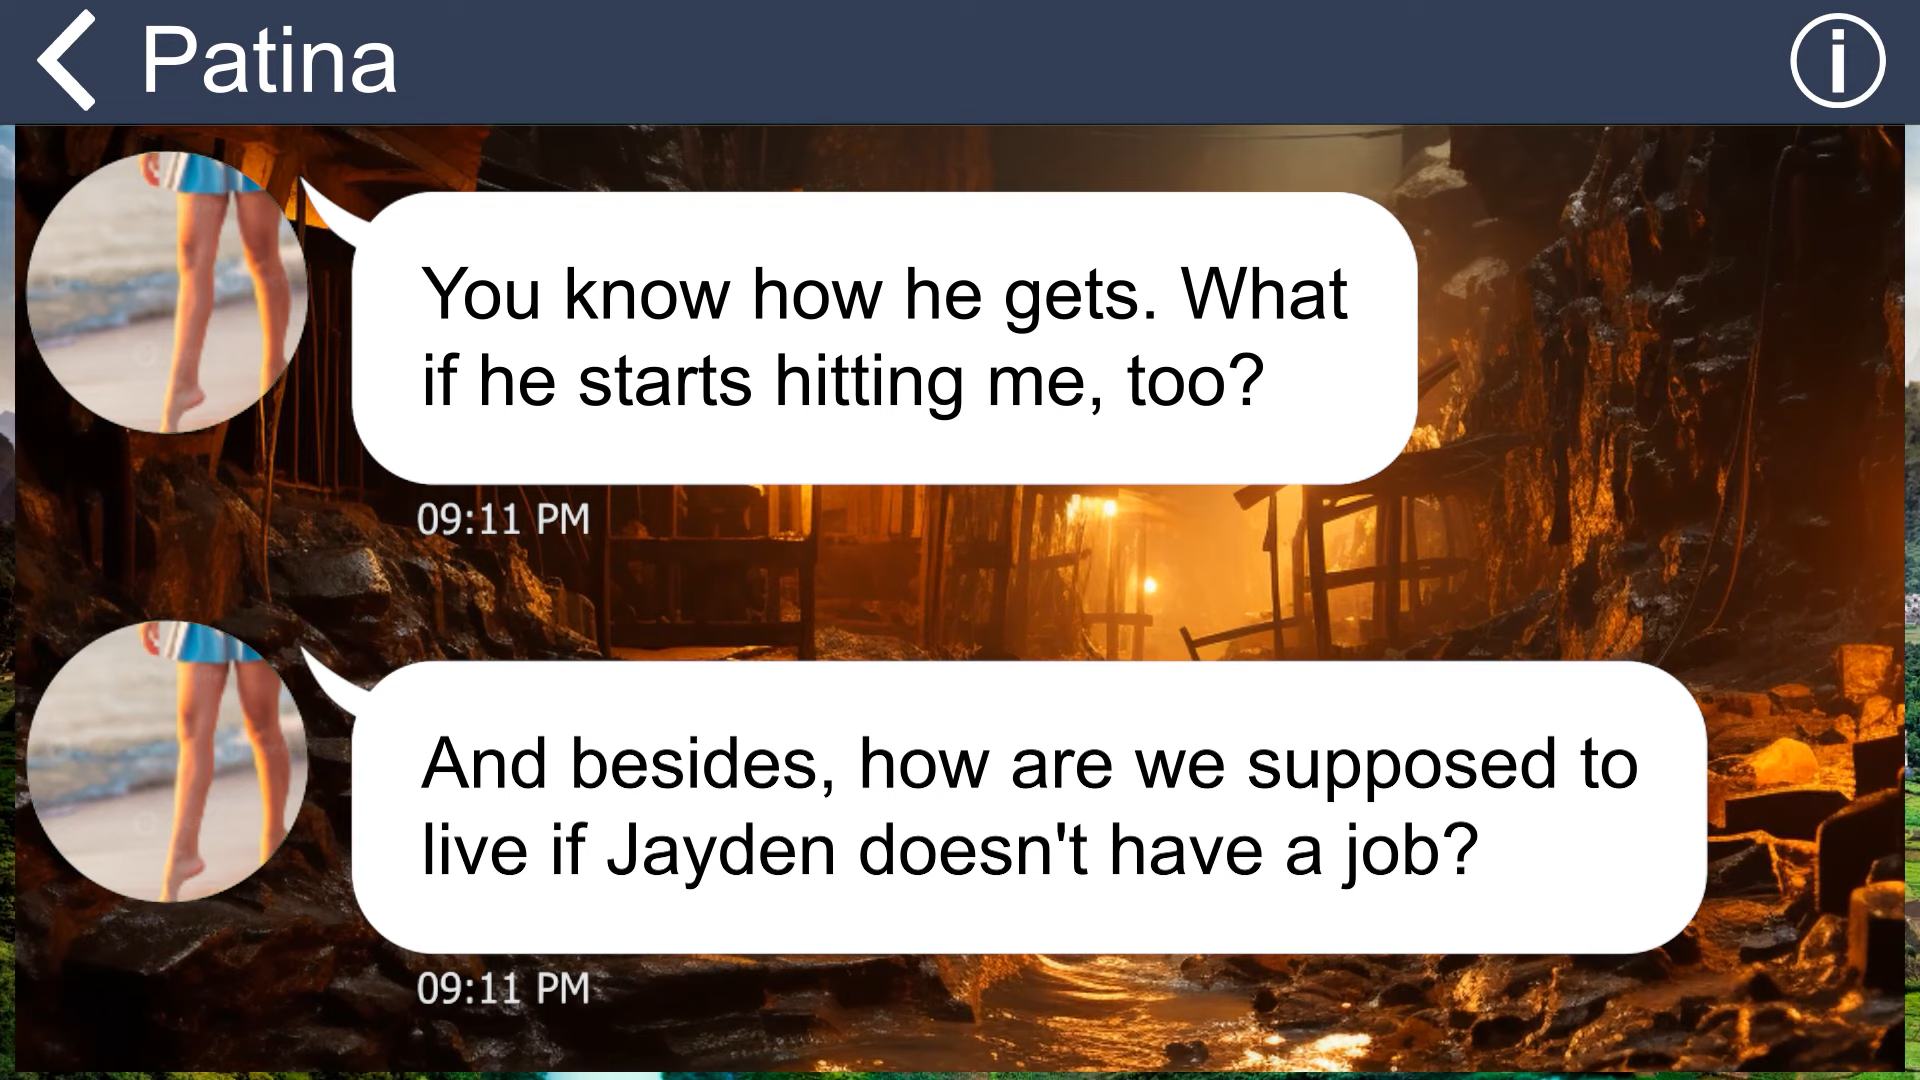 Patina
You know how he gets. What
if he starts hitting me, too?
09:11 PM
And besides, how are we supposed to
live if Jayden doesn't have a job?
09:11 PM